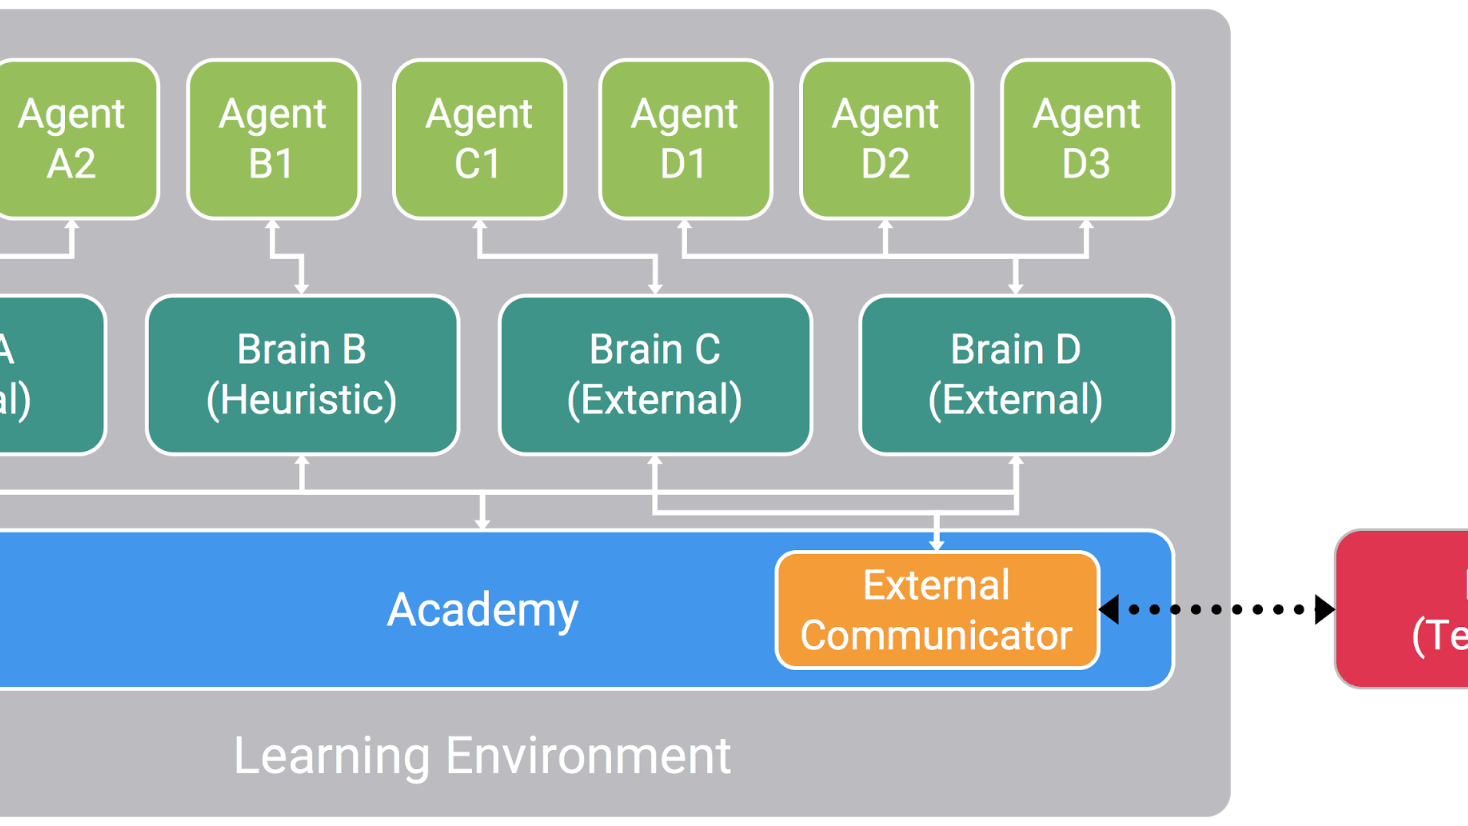 Agent
A2
Agent
B1
Agent
C1
Agent
D1
Agent
D2
Agent
D3
A
al)
Brain B
(Heuristic)
Brain C
(External)
Brain D
(External)
Academy
External
Communicator
(Te
Learning Environment